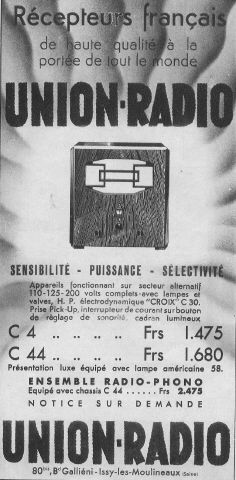 Récepteurs français
de haute qualité à la
portée de tout le monde
UNION-RADIO
SENSIBILITÉ - PUISSANCE - SÉLECTIVITÉ
Appareils fonctionnant sur secteur alternatif
110-125-200 volts complets avec lampes et
valves, H. P. électrodynamique "CROIX" C 30.
Prise Pick-Up, interrupteur de courant sur bouton
de réglage de sonorité, cadran lumineux
C 4 .. .. .. .. Frs 1.475
C 44 .. .. .. .. Frs 1.680
Présentation luxe équipé avec lampe américaine 58.
ENSEMBLE RADIO-PHONO
Equipé avec chassis C 44 ...... Frs 2.475
NOTICE SUR DEMANDE
UNION-RADIO
80bis, Bd Galliéni - Issy-les-Moulineaux (Seine)